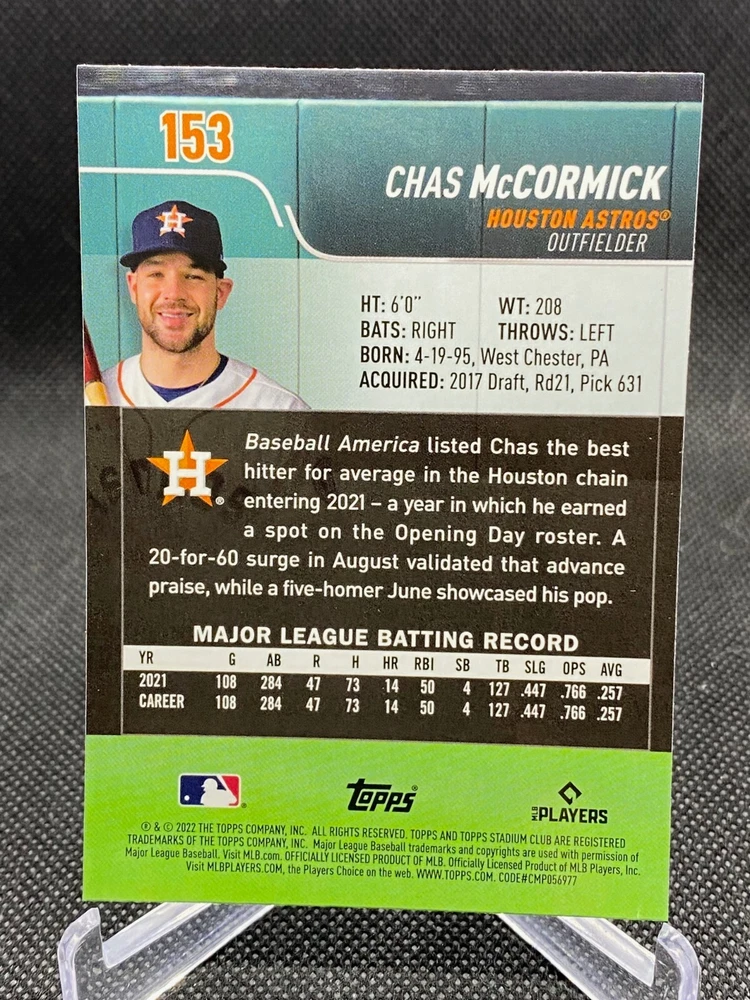 153
CHAS McCORMICK
HOUSTON ASTROS®
OUTFIELDER
H
HT: 6'0" WT: 208
BATS: RIGHT THROWS: LEFT
BORN: 4-19-95, West Chester, PA
ACQUIRED: 2017 Draft, Rd21, Pick 631
H®
Baseball America listed Chas the best
hitter for average in the Houston chain
entering 2021 – a year in which he earned
a spot on the Opening Day roster. A
20-for-60 surge in August validated that advance
praise, while a five-homer June showcased his pop.
MAJOR LEAGUE BATTING RECORD
YR G AB R H HR RBI SB TB SLG OPS AVG
2021 108 284 47 73 14 50 4 127 .447 .766 .257
CAREER 108 284 47 73 14 50 4 127 .447 .766 .257
Topps®
MLB PLAYERS
® & © 2022 THE TOPPS COMPANY, INC. ALL RIGHTS RESERVED. TOPPS AND TOPPS STADIUM CLUB ARE REGISTERED
TRADEMARKS OF THE TOPPS COMPANY, INC. Major League Baseball trademarks and copyrights are used with permission of
Major League Baseball. Visit MLB.com. OFFICIALLY LICENSED PRODUCT OF MLB. Officially Licensed Product of MLB Players, Inc.
Visit MLBPLAYERS.COM, the Players Choice on the web. WWW.TOPPS.COM. CODE#CMP056977